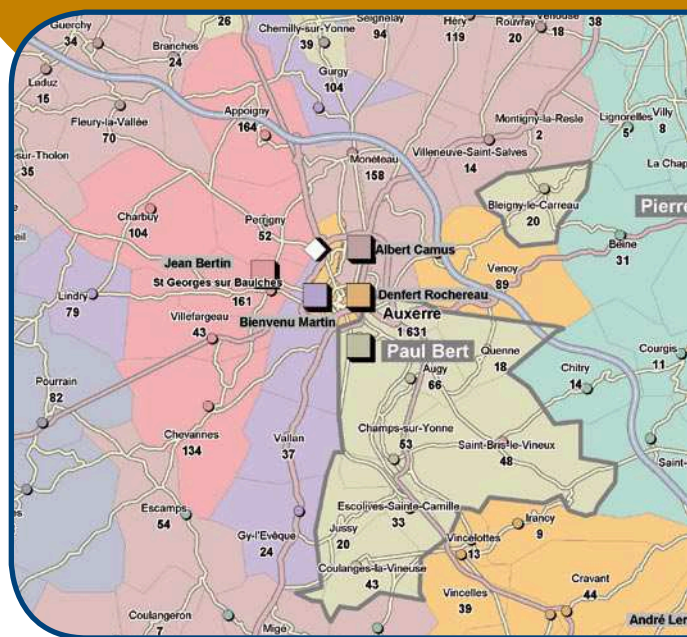 Guerchy
34
Branches
24
26
Chemilly-sur-Yonne
39
Seignelay
94
Héry
119
Rouvray
20
Venouse
18
38
Laduz
15
Gurgy
104
Fleury-la-Vallée
70
Appoigny
164
Montigny-la-Resle
2
Lignorelles
5
Villy
8
sur-Tholon
35
Monéteau
158
Villeneuve-Saint-Salves
14
La Chap
Bleigny-le-Carreau
20
Pierre
Charbuy
104
Perrigny
52
Albert Camus
Beine
31
Jean Bertin
St Georges sur Baulches
161
Venoy
89
Lindry
79
Denfert Rochereau
Bienvenu Martin
Auxerre
1 631
Villefargeau
43
Paul Bert
Quenne
18
Courgis
11
Augy
66
Chitry
14
Pourrain
82
Champs-sur-Yonne
53
Saint-Bris-le-Vineux
48
Saint-
Chevannes
134
Vallan
37
Escamps
54
Escolives-Sainte-Camille
33
Jussy
20
Irancy
9
Gy-l'Evêque
24
Vincelottes
13
Coulanges-la-Vineuse
43
Vincelles
39
Cravant
44
Coulangeron
7
Migé
André Ler